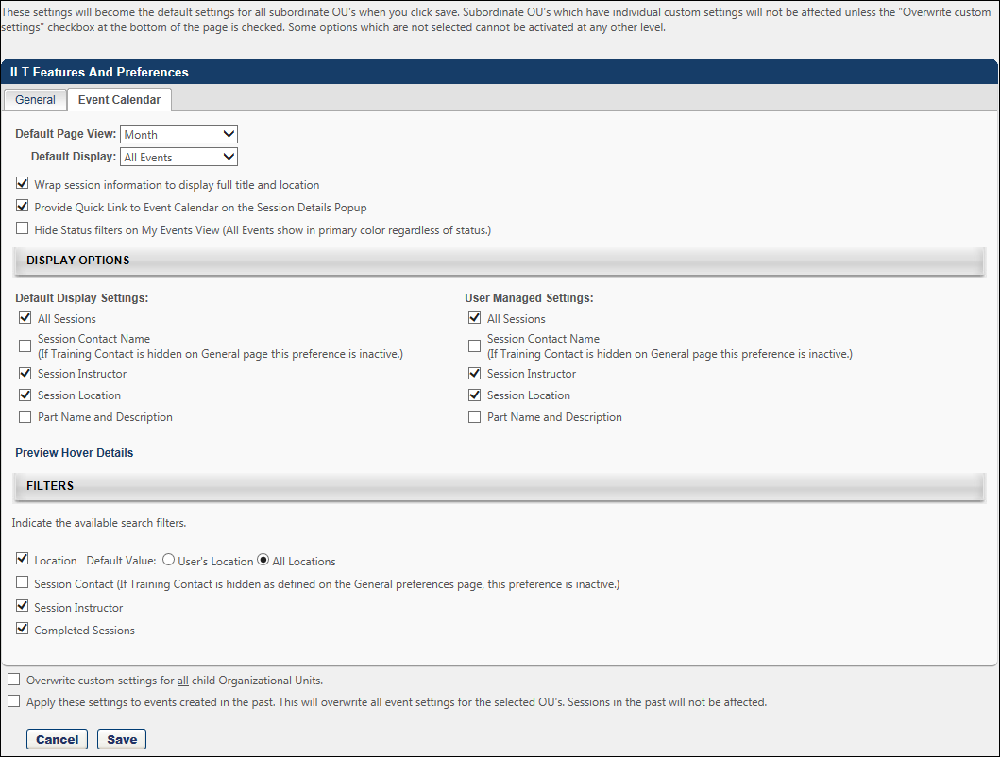 These settings will become the default settings for all subordinate OU's when you click save. Subordinate OU's which have individual custom settings will not be affected unless the "Overwrite custom
settings" checkbox at the bottom of the page is checked. Some options which are not selected cannot be activated at any other level.
ILT Features And Preferences
General Event Calendar
Default Page View: Month
Default Display: All Events
Wrap session information to display full title and location
Provide Quick Link to Event Calendar on the Session Details Popup
Hide Status filters on My Events View (All Events show in primary color regardless of status.)
DISPLAY OPTIONS
Default Display Settings:
All Sessions
Session Contact Name
(If Training Contact is hidden on General page this preference is inactive.)
Session Instructor
Session Location
Part Name and Description
User Managed Settings:
All Sessions
Session Contact Name
(If Training Contact is hidden on General page this preference is inactive.)
Session Instructor
Session Location
Part Name and Description
Preview Hover Details
FILTERS
Indicate the available search filters.
Location Default Value: User's Location All Locations
Session Contact (If Training Contact is hidden as defined on the General preferences page, this preference is inactive.)
Session Instructor
Completed Sessions
Overwrite custom settings for all child Organizational Units.
Apply these settings to events created in the past. This will overwrite all event settings for the selected OU's. Sessions in the past will not be affected.
Cancel Save